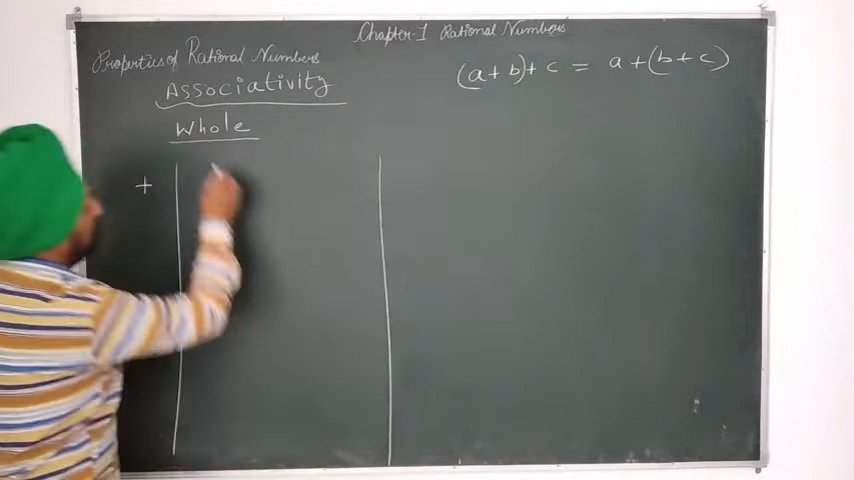 Chapter-1 Rational Numbers
Properties of Rational Numbers
(a+b)+c = a+(b+c)
Associativity
Whole
+